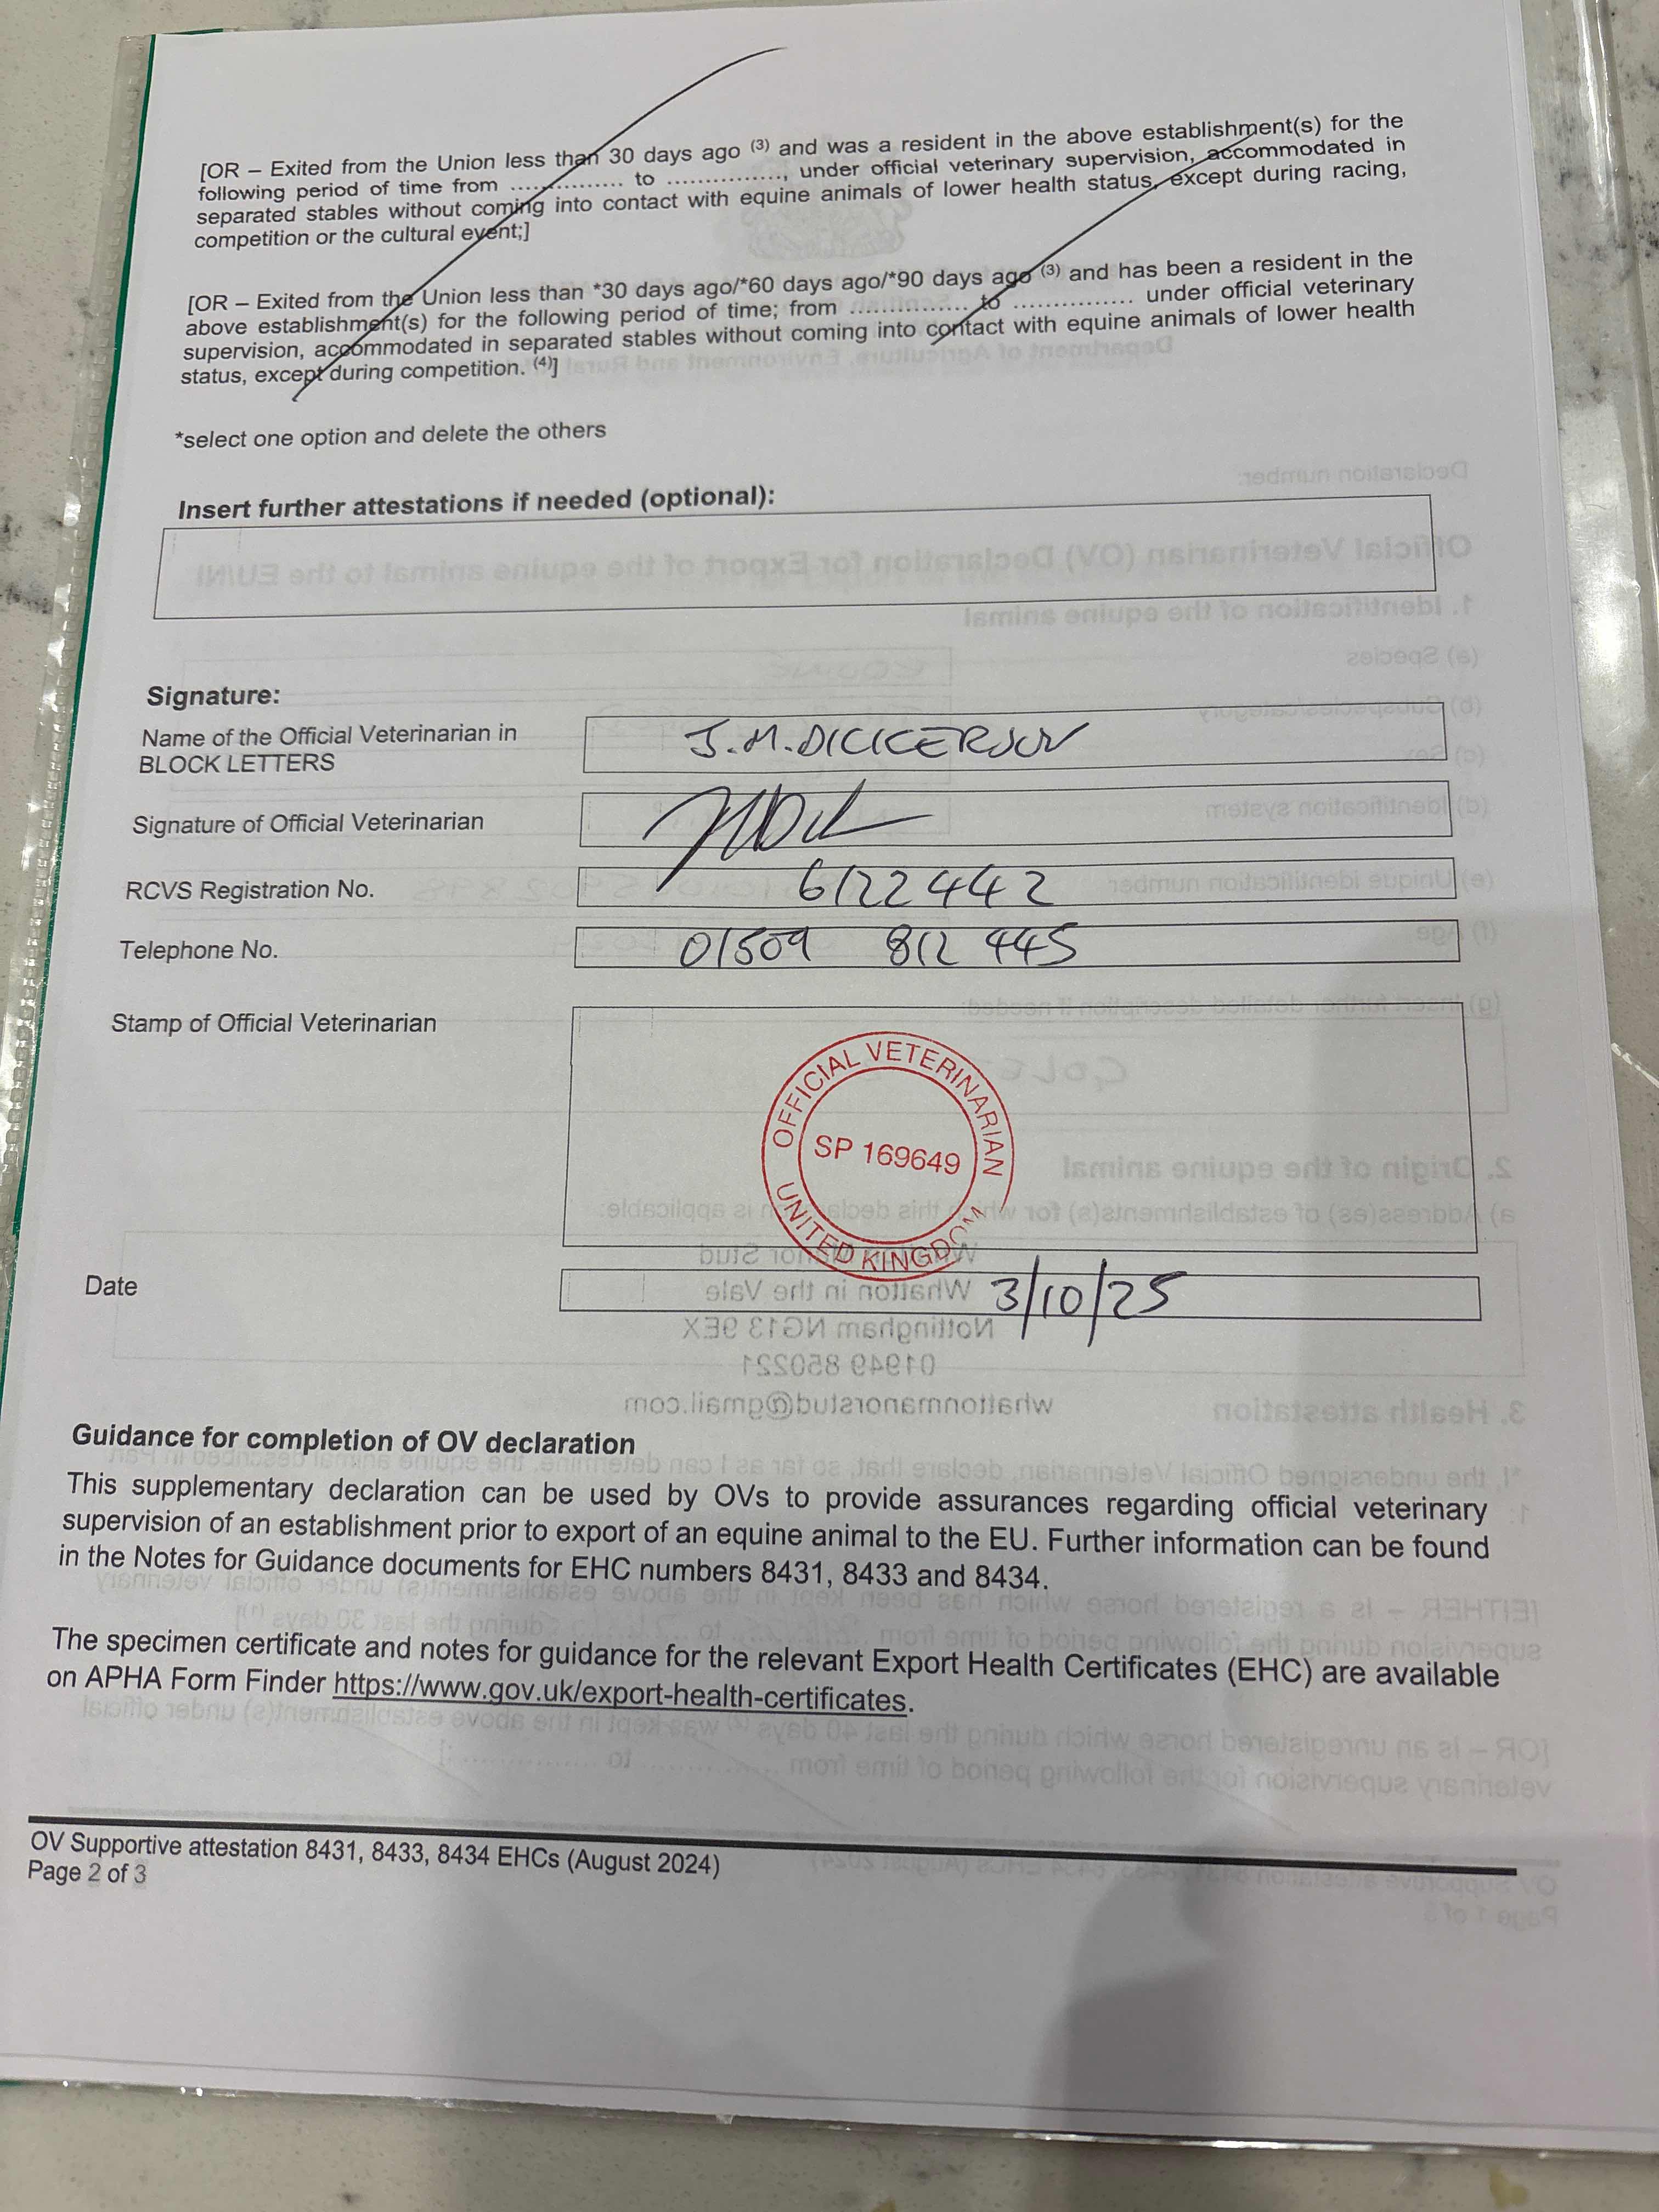 [OR – Exited from the Union less than 30 days ago (3) and was a resident in the above establishment(s) for the
following period of time from ................ to ................, under official veterinary supervision, accommodated in
separated stables without coming into contact with equine animals of lower health status, except during racing,
competition or the cultural event;]
[OR – Exited from the Union less than *30 days ago/*60 days ago/*90 days ago (3) and has been a resident in the
above establishment(s) for the following period of time; from ................ to ................ under official veterinary
supervision, accommodated in separated stables without coming into contact with equine animals of lower health
status, except during competition. (4)]
*select one option and delete the others
Insert further attestations if needed (optional):
Signature:
Name of the Official Veterinarian in
BLOCK LETTERS
J.M.DICKERSON
Signature of Official Veterinarian
RCVS Registration No.
6122442
Telephone No.
01509 812 445
Stamp of Official Veterinarian
OFFICIAL VETERINARIAN
SP 169649
UNITED KINGDOM
Date
3/10/25
Guidance for completion of OV declaration
This supplementary declaration can be used by OVs to provide assurances regarding official veterinary
supervision of an establishment prior to export of an equine animal to the EU. Further information can be found
in the Notes for Guidance documents for EHC numbers 8431, 8433 and 8434.
The specimen certificate and notes for guidance for the relevant Export Health Certificates (EHC) are available
on APHA Form Finder https://www.gov.uk/export-health-certificates.
OV Supportive attestation 8431, 8433, 8434 EHCs (August 2024)
Page 2 of 3